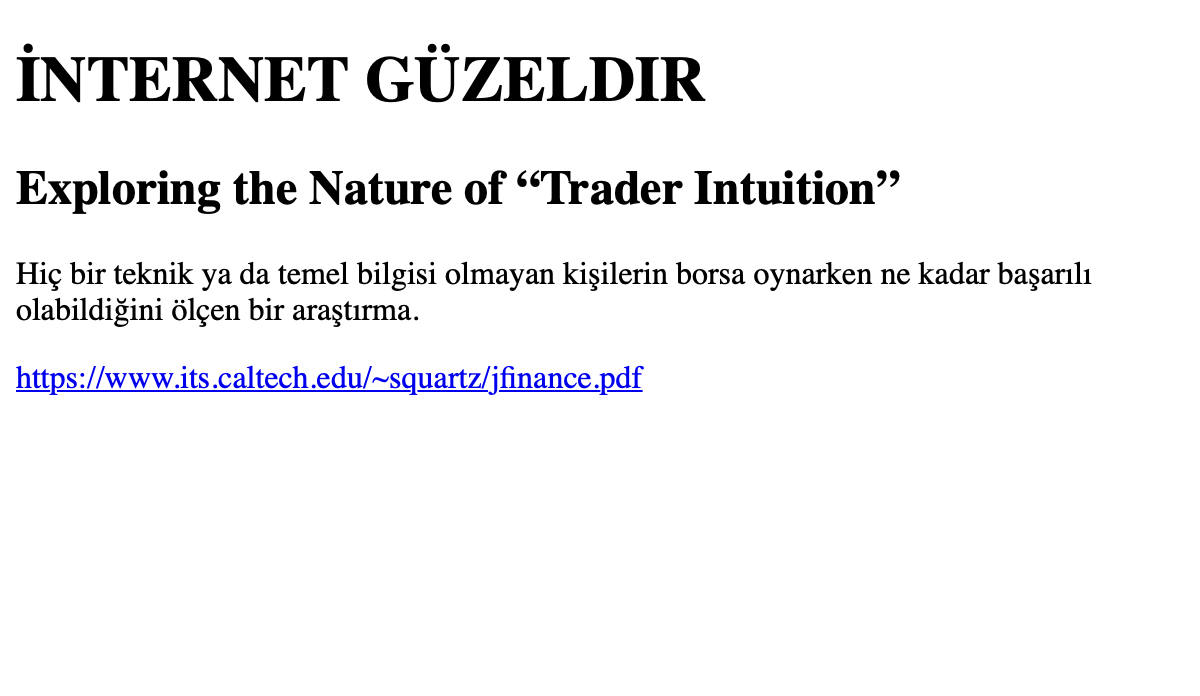 İNTERNET GÜZELDIR
Exploring the Nature of “Trader Intuition”
Hiç bir teknik ya da temel bilgisi olmayan kişilerin borsa oynarken ne kadar başarılı
olabildiğini ölçen bir araştırma.
https://www.its.caltech.edu/~squartz/jfinance.pdf